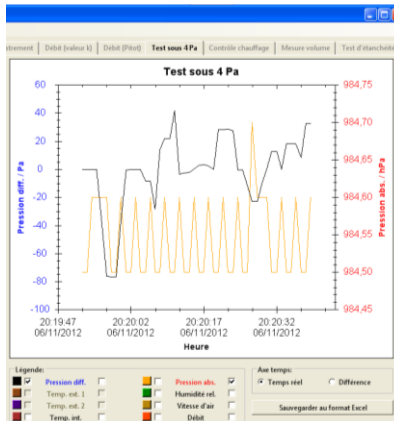 Débit (valeur k) Débit (Pitot) Test sous 4 Pa Contrôle chauffage Mesure volume Test d'étanchéité
Test sous 4 Pa
60 984,75
40 984,70
20 984,65
0
-20 984,60
-40 984,55
-60
-80 984,50
-100 984,45
Pression diff. / Pa
Pression abs. / hPa
20:19:47 20:20:02 20:20:17 20:20:32
06/11/2012 06/11/2012 06/11/2012 06/11/2012
Heure
Légende: Axe temps:
Pression diff. Pression abs. Temps réel Différence
Temp. ext. 1 Humidité rel.
Temp. ext. 2 Vitesse d'air Sauvegarder au format Excel
Temp. int. Débit